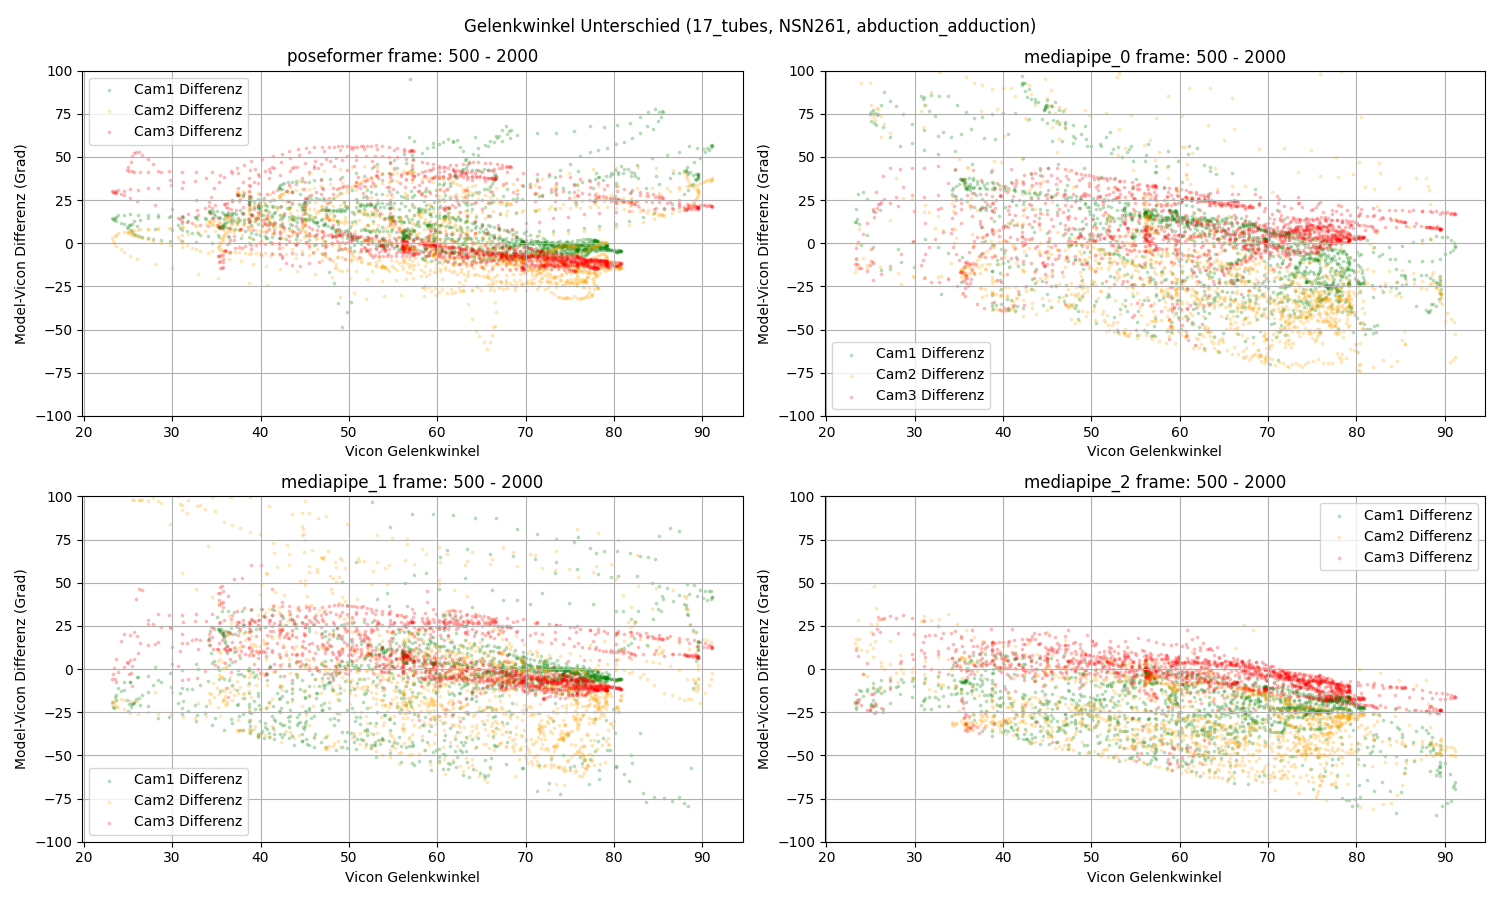 Gelenkwinkel Unterschied (17_tubes, NSN261, abduction_adduction)
poseformer frame: 500 - 2000
Model-Vicon Differenz (Grad)
100
75
50
25
0
−25
−50
−75
−100
Cam1 Differenz
Cam2 Differenz
Cam3 Differenz
20 30 40 50 60 70 80 90
Vicon Gelenkwinkel
mediapipe_0 frame: 500 - 2000
Model-Vicon Differenz (Grad)
100
75
50
25
0
−25
−50
−75
−100
Cam1 Differenz
Cam2 Differenz
Cam3 Differenz
20 30 40 50 60 70 80 90
Vicon Gelenkwinkel
mediapipe_1 frame: 500 - 2000
Model-Vicon Differenz (Grad)
100
75
50
25
0
−25
−50
−75
−100
Cam1 Differenz
Cam2 Differenz
Cam3 Differenz
20 30 40 50 60 70 80 90
Vicon Gelenkwinkel
mediapipe_2 frame: 500 - 2000
Model-Vicon Differenz (Grad)
100
75
50
25
0
−25
−50
−75
−100
Cam1 Differenz
Cam2 Differenz
Cam3 Differenz
20 30 40 50 60 70 80 90
Vicon Gelenkwinkel